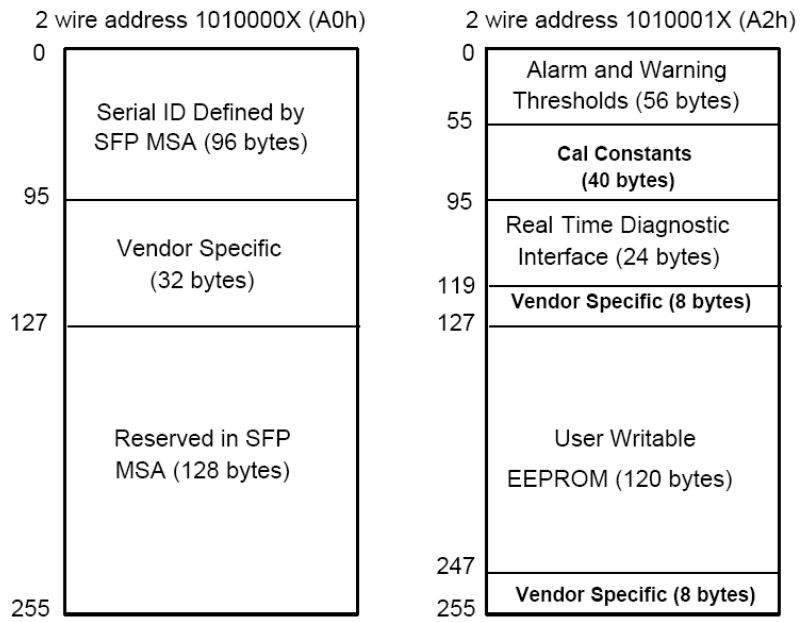 2 wire address 1010000X (A0h)
0
Serial ID Defined by
SFP MSA (96 bytes)
95
Vendor Specific
(32 bytes)
127
Reserved in SFP
MSA (128 bytes)
255
2 wire address 1010001X (A2h)
0
Alarm and Warning
Thresholds (56 bytes)
55
Cal Constants
(40 bytes)
95
Real Time Diagnostic
Interface (24 bytes)
119
Vendor Specific (8 bytes)
127
User Writable
EEPROM (120 bytes)
247
Vendor Specific (8 bytes)
255